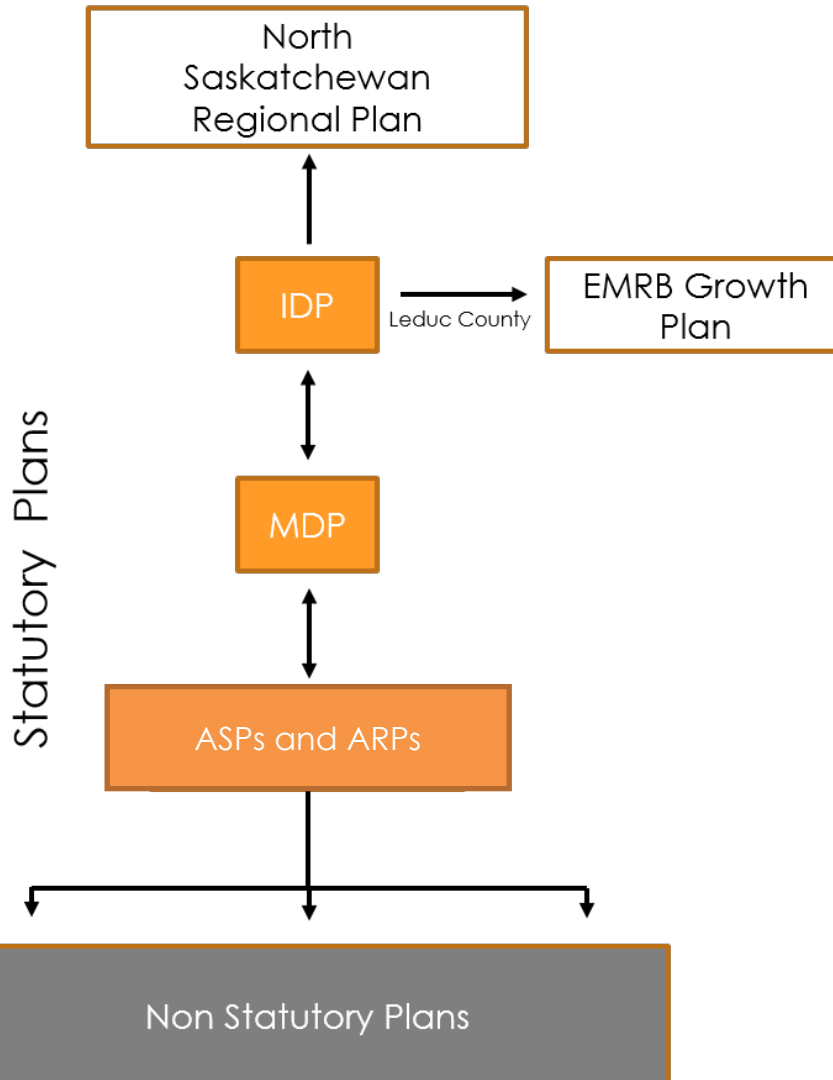 North
Saskatchewan
Regional Plan
IDP
Leduc County
EMRB Growth
Plan
MDP
Statutory Plans
ASPs and ARPs
Non Statutory Plans